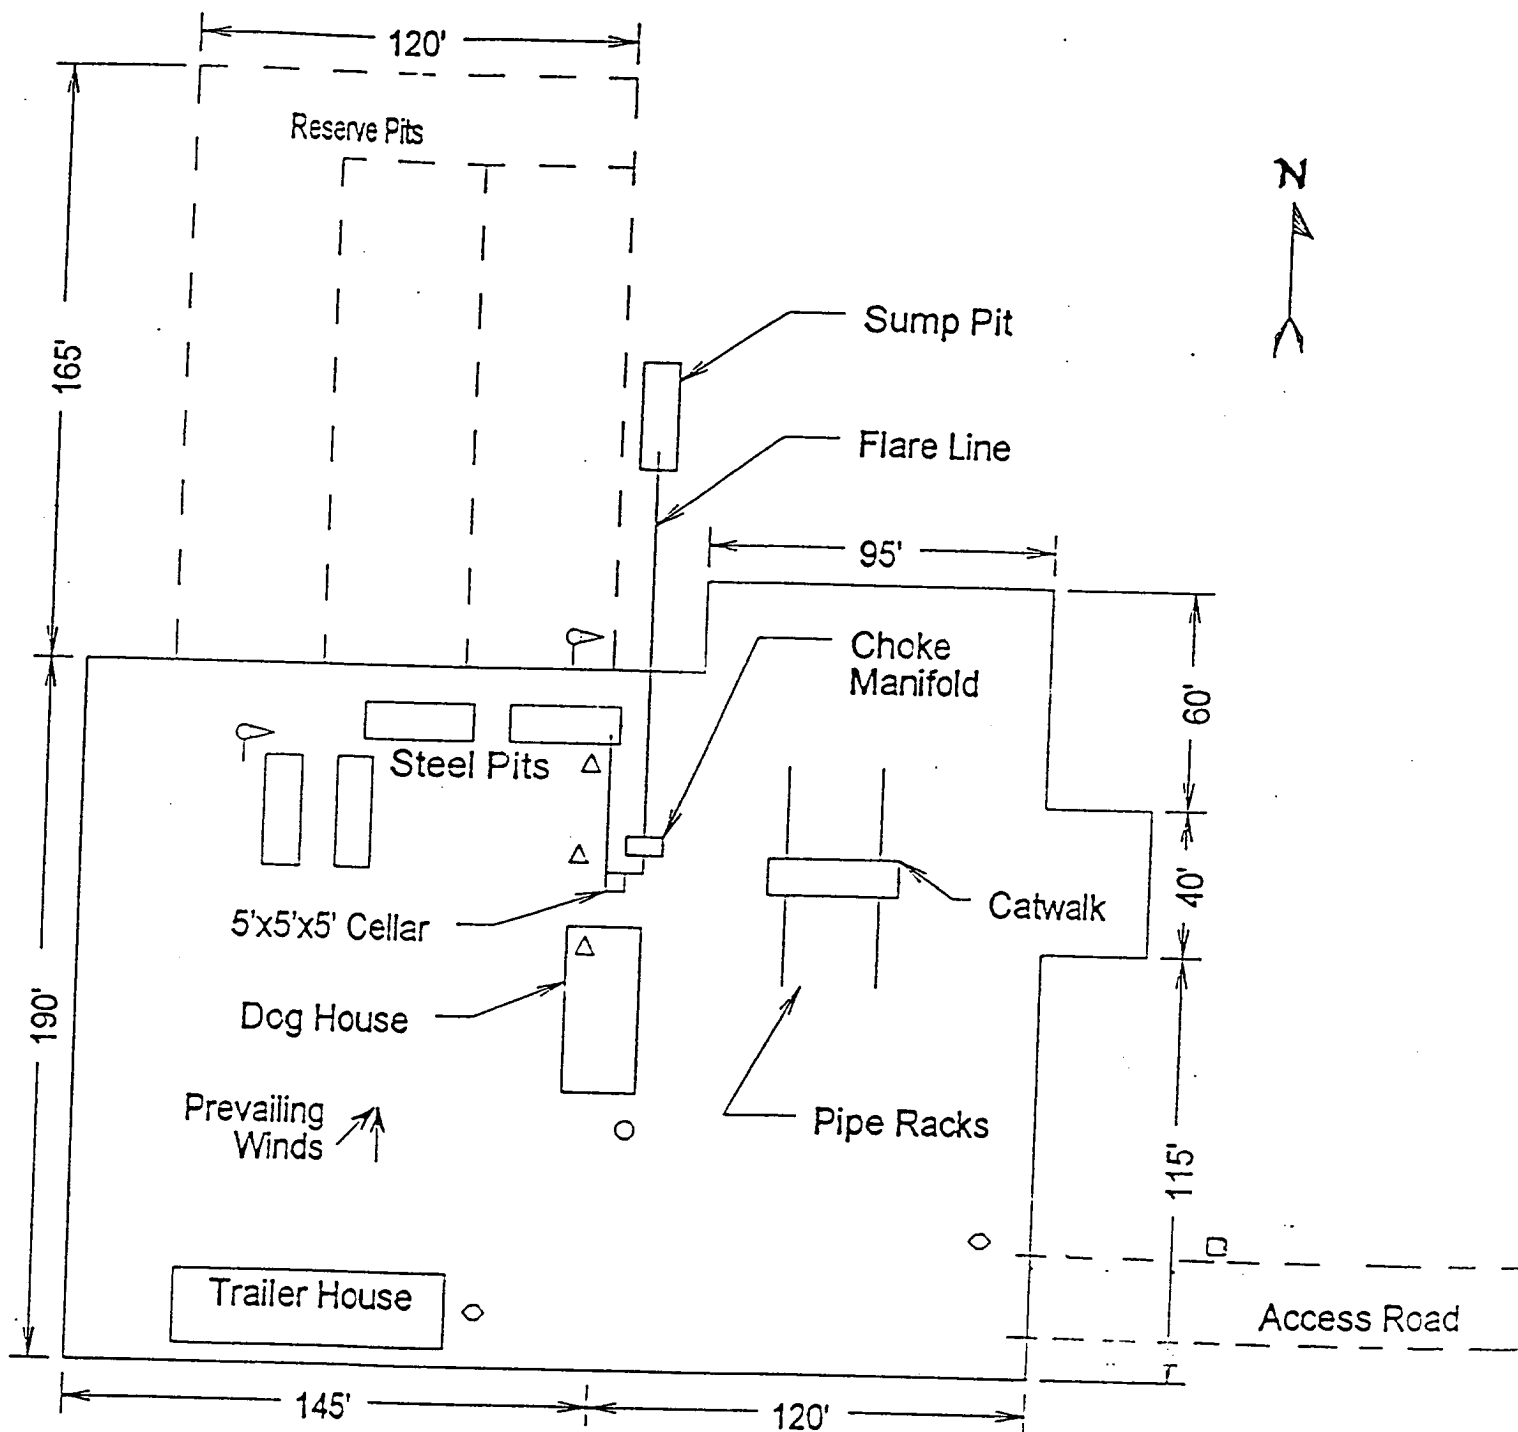 120'
Reserve Pits
N
165'
Sump Pit
Flare Line
95'
Choke
Manifold
60'
Steel Pits
40'
Catwalk
5'x5'x5' Cellar
190'
Dog House
Prevailing
Winds
Pipe Racks
115'
Trailer House
Access Road
145'
120'